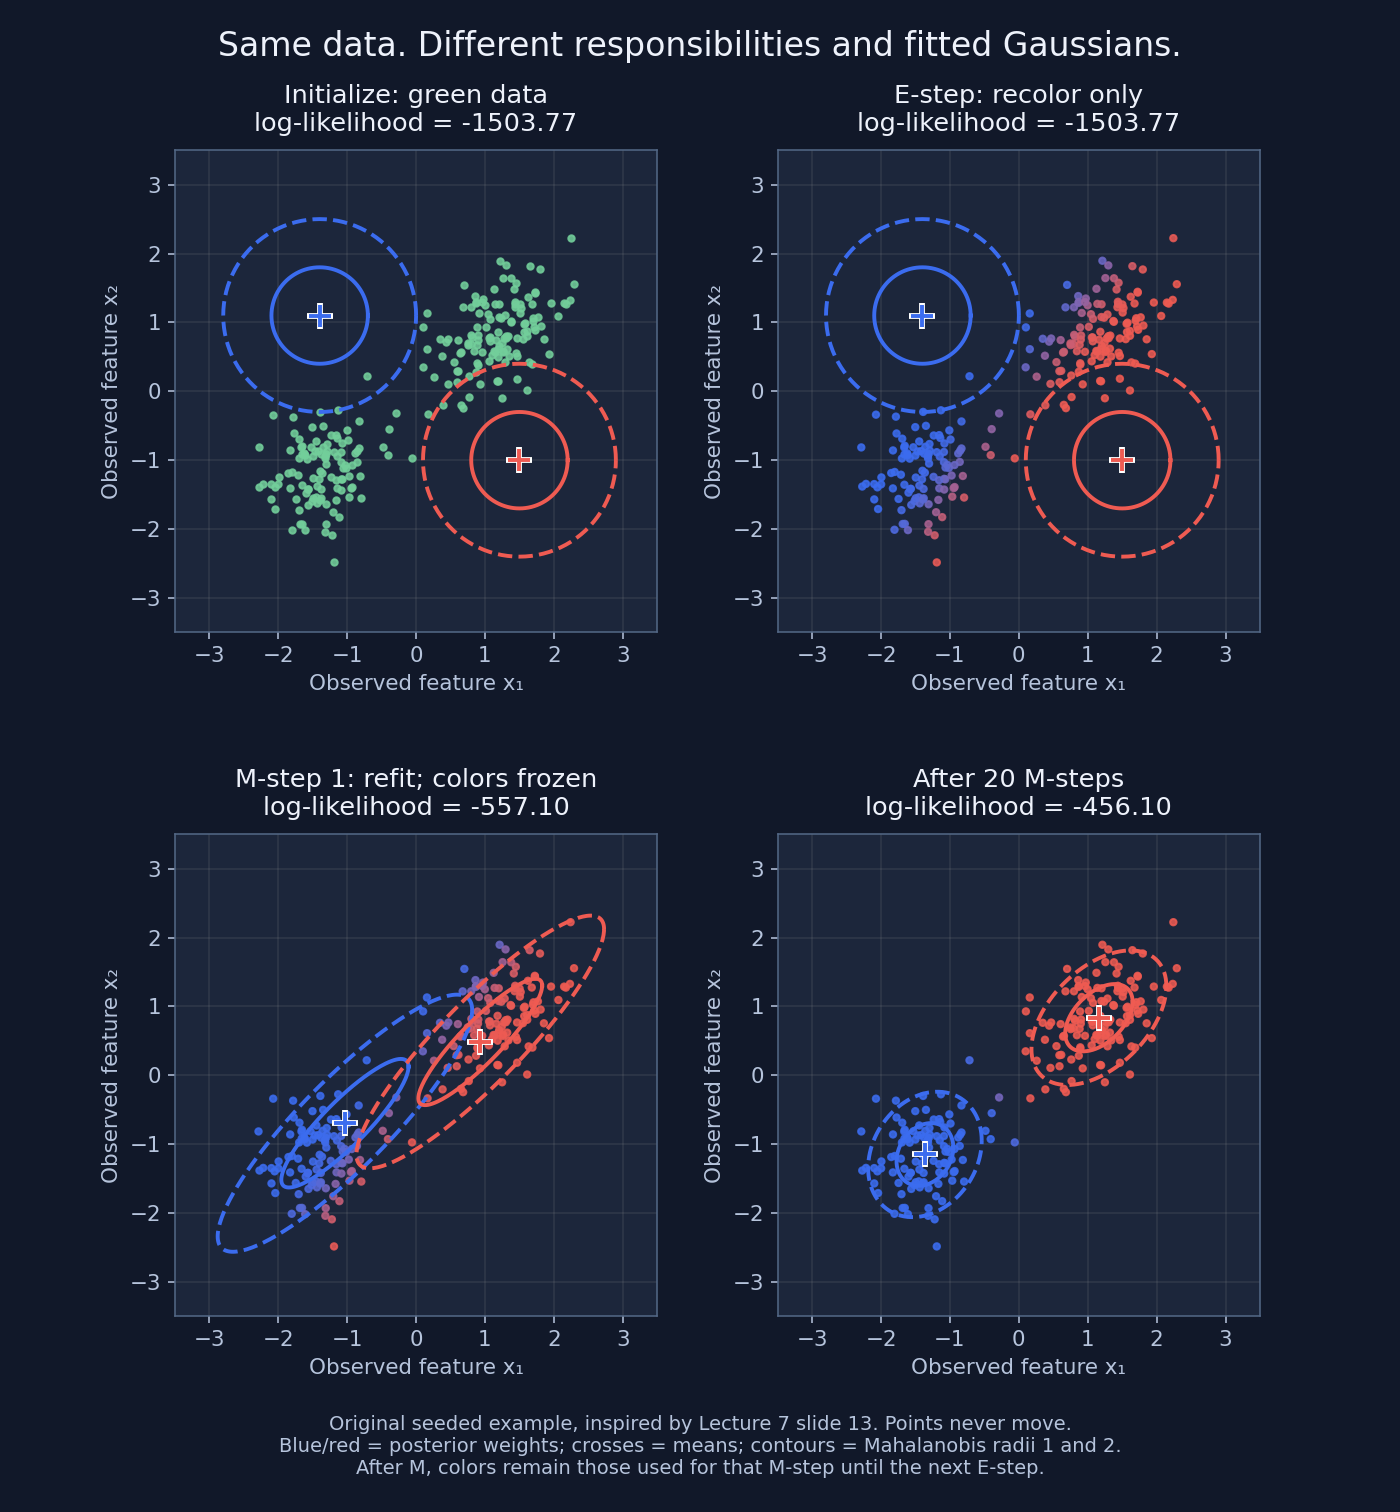 Same data. Different responsibilities and fitted Gaussians.
Initialize: green data
log-likelihood = -1503.77
3
2
1
0
−1
−2
−3
Observed feature x₂
−3 −2 −1 0 1 2 3
Observed feature x₁
E-step: recolor only
log-likelihood = -1503.77
3
2
1
0
−1
−2
−3
Observed feature x₂
−3 −2 −1 0 1 2 3
Observed feature x₁
M-step 1: refit; colors frozen
log-likelihood = -557.10
3
2
1
0
−1
−2
−3
Observed feature x₂
−3 −2 −1 0 1 2 3
Observed feature x₁
After 20 M-steps
log-likelihood = -456.10
3
2
1
0
−1
−2
−3
Observed feature x₂
−3 −2 −1 0 1 2 3
Observed feature x₁
Original seeded example, inspired by Lecture 7 slide 13. Points never move.
Blue/red = posterior weights; crosses = means; contours = Mahalanobis radii 1 and 2.
After M, colors remain those used for that M-step until the next E-step.